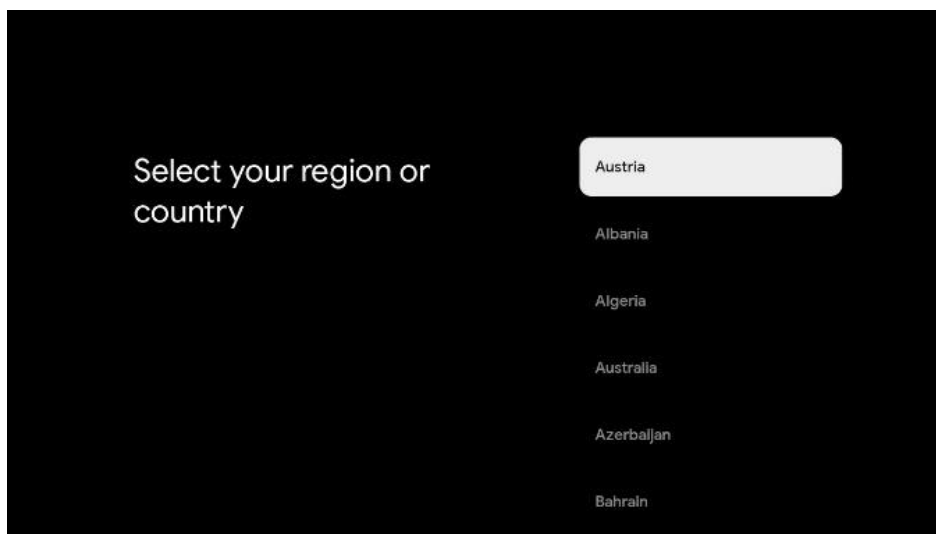 Select your region or
country
Austria
Albania
Algeria
Australia
Azerbaijan
Bahrain